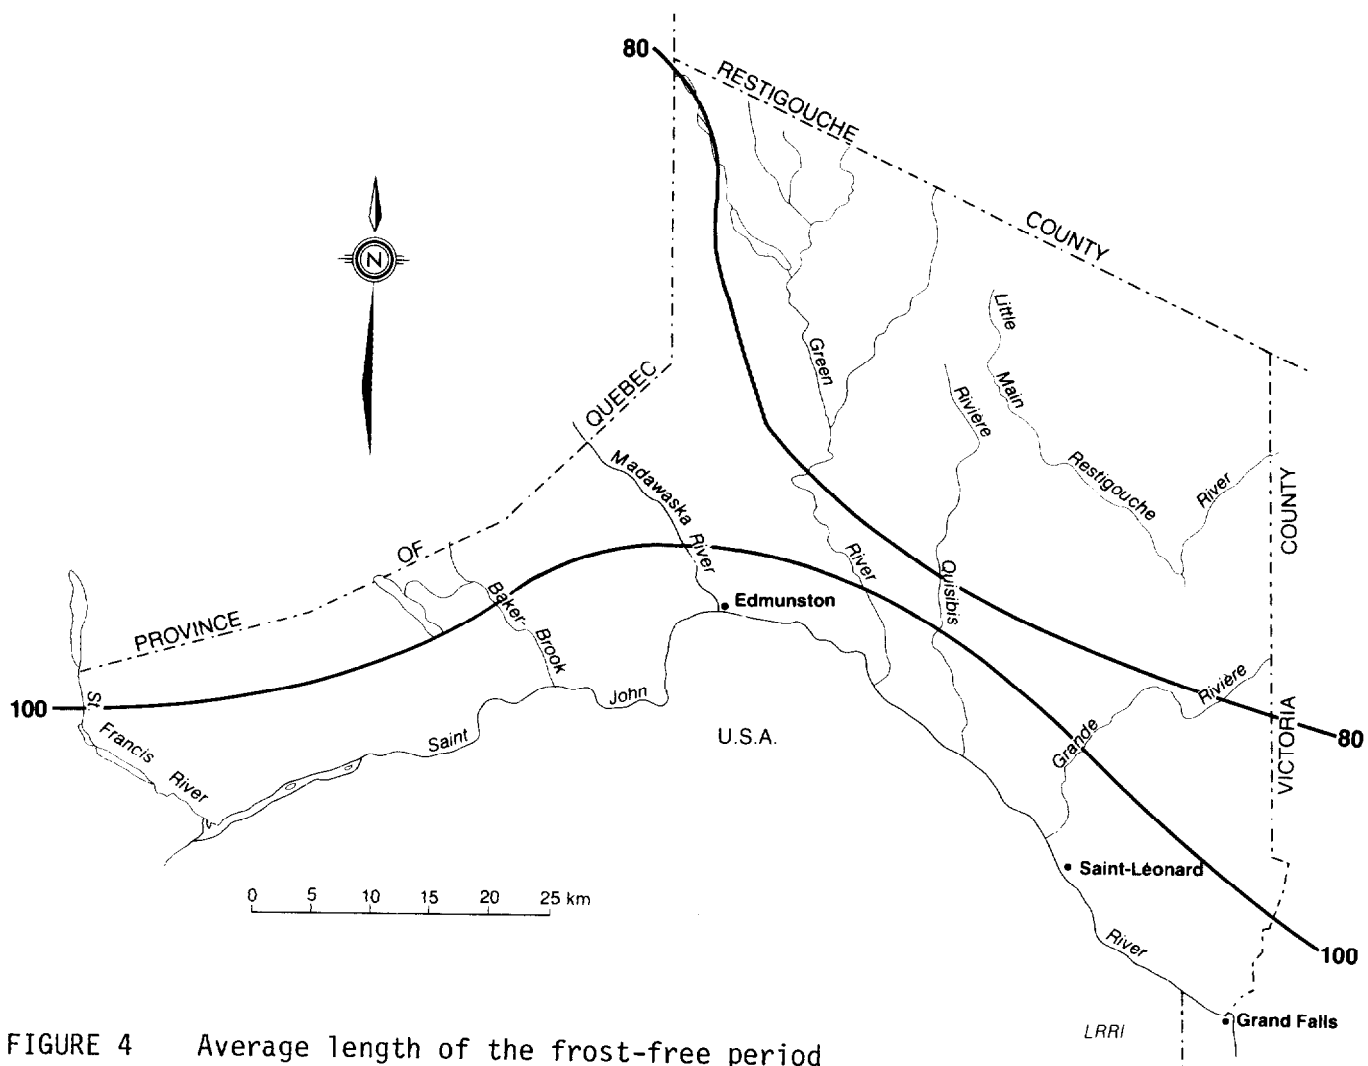 80
RESTIGOUCHE
COUNTY
N
Little
Main
Restigouche
River
Green
River
Rivière
Quisibis
QUEBEC
OF
PROVINCE
Madawaska
River
COUNTY
VICTORIA
Baker
Brook
Edmunston
100
St.
Francis
River
Saint
John
U.S.A.
Grande
Rivière
80
0 5 10 15 20 25 km
Saint-Léonard
River
100
LRRI
Grand Falls
FIGURE 4 Average length of the frost-free period